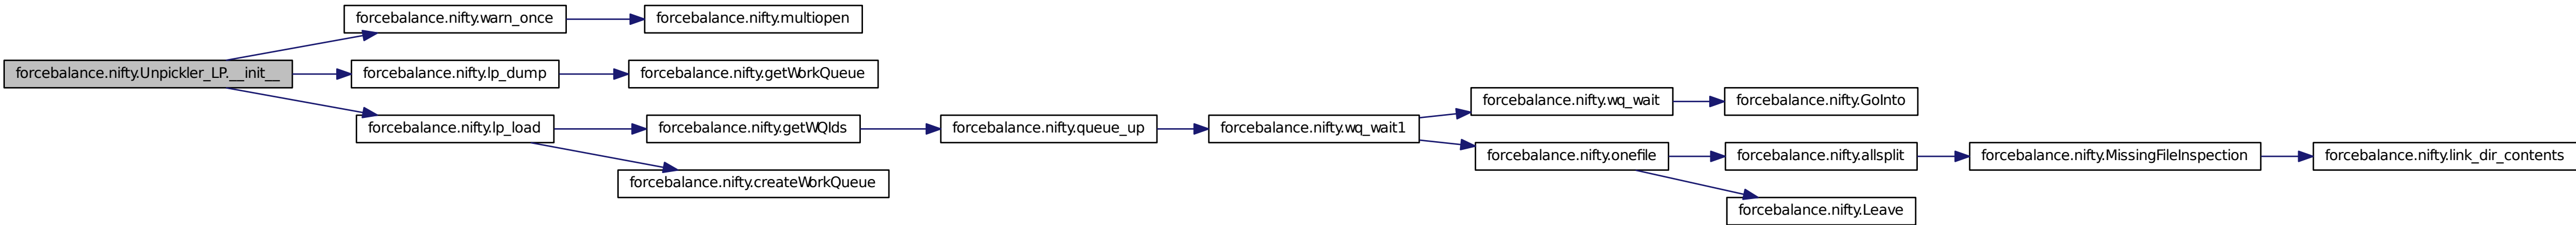 forcebalance.nifty.warn_once
forcebalance.nifty.multiopen
forcebalance.nifty.Unpickler_LP.__init__
forcebalance.nifty.lp_dump
forcebalance.nifty.getWorkQueue
forcebalance.nifty.wq_wait
forcebalance.nifty.GoInto
forcebalance.nifty.lp_load
forcebalance.nifty.getWQIds
forcebalance.nifty.queue_up
forcebalance.nifty.wq_wait1
forcebalance.nifty.onefile
forcebalance.nifty.allsplit
forcebalance.nifty.MissingFileInspection
forcebalance.nifty.link_dir_contents
forcebalance.nifty.createWorkQueue
forcebalance.nifty.Leave